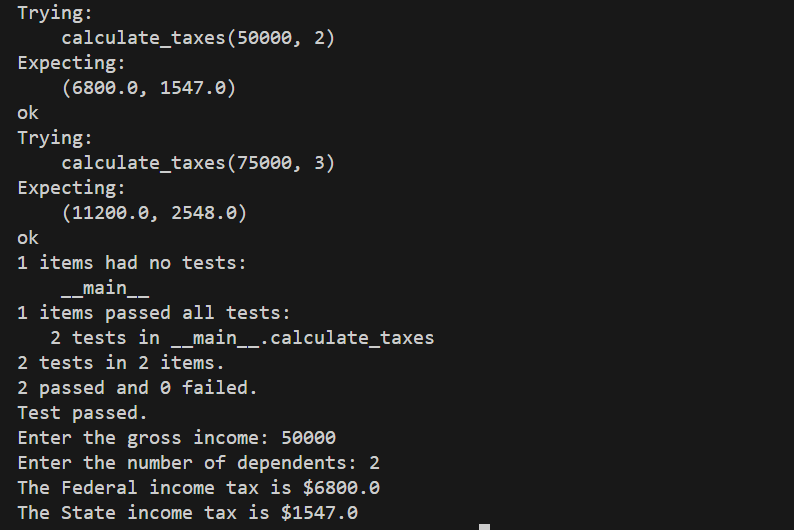 Trying:
    calculate_taxes(50000, 2)
Expecting:
    (6800.0, 1547.0)
ok
Trying:
    calculate_taxes(75000, 3)
Expecting:
    (11200.0, 2548.0)
ok
1 items had no tests:
    __main__
1 items passed all tests:
   2 tests in __main__.calculate_taxes
2 tests in 2 items.
2 passed and 0 failed.
Test passed.
Enter the gross income: 50000
Enter the number of dependents: 2
The Federal income tax is $6800.0
The State income tax is $1547.0